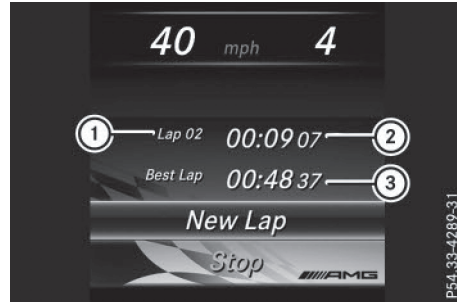 40 mph 4
1 Lap 02 00:09 07 2
Best Lap 00:48 37 3
New Lap
Stop AMG
P54.33-4289-31